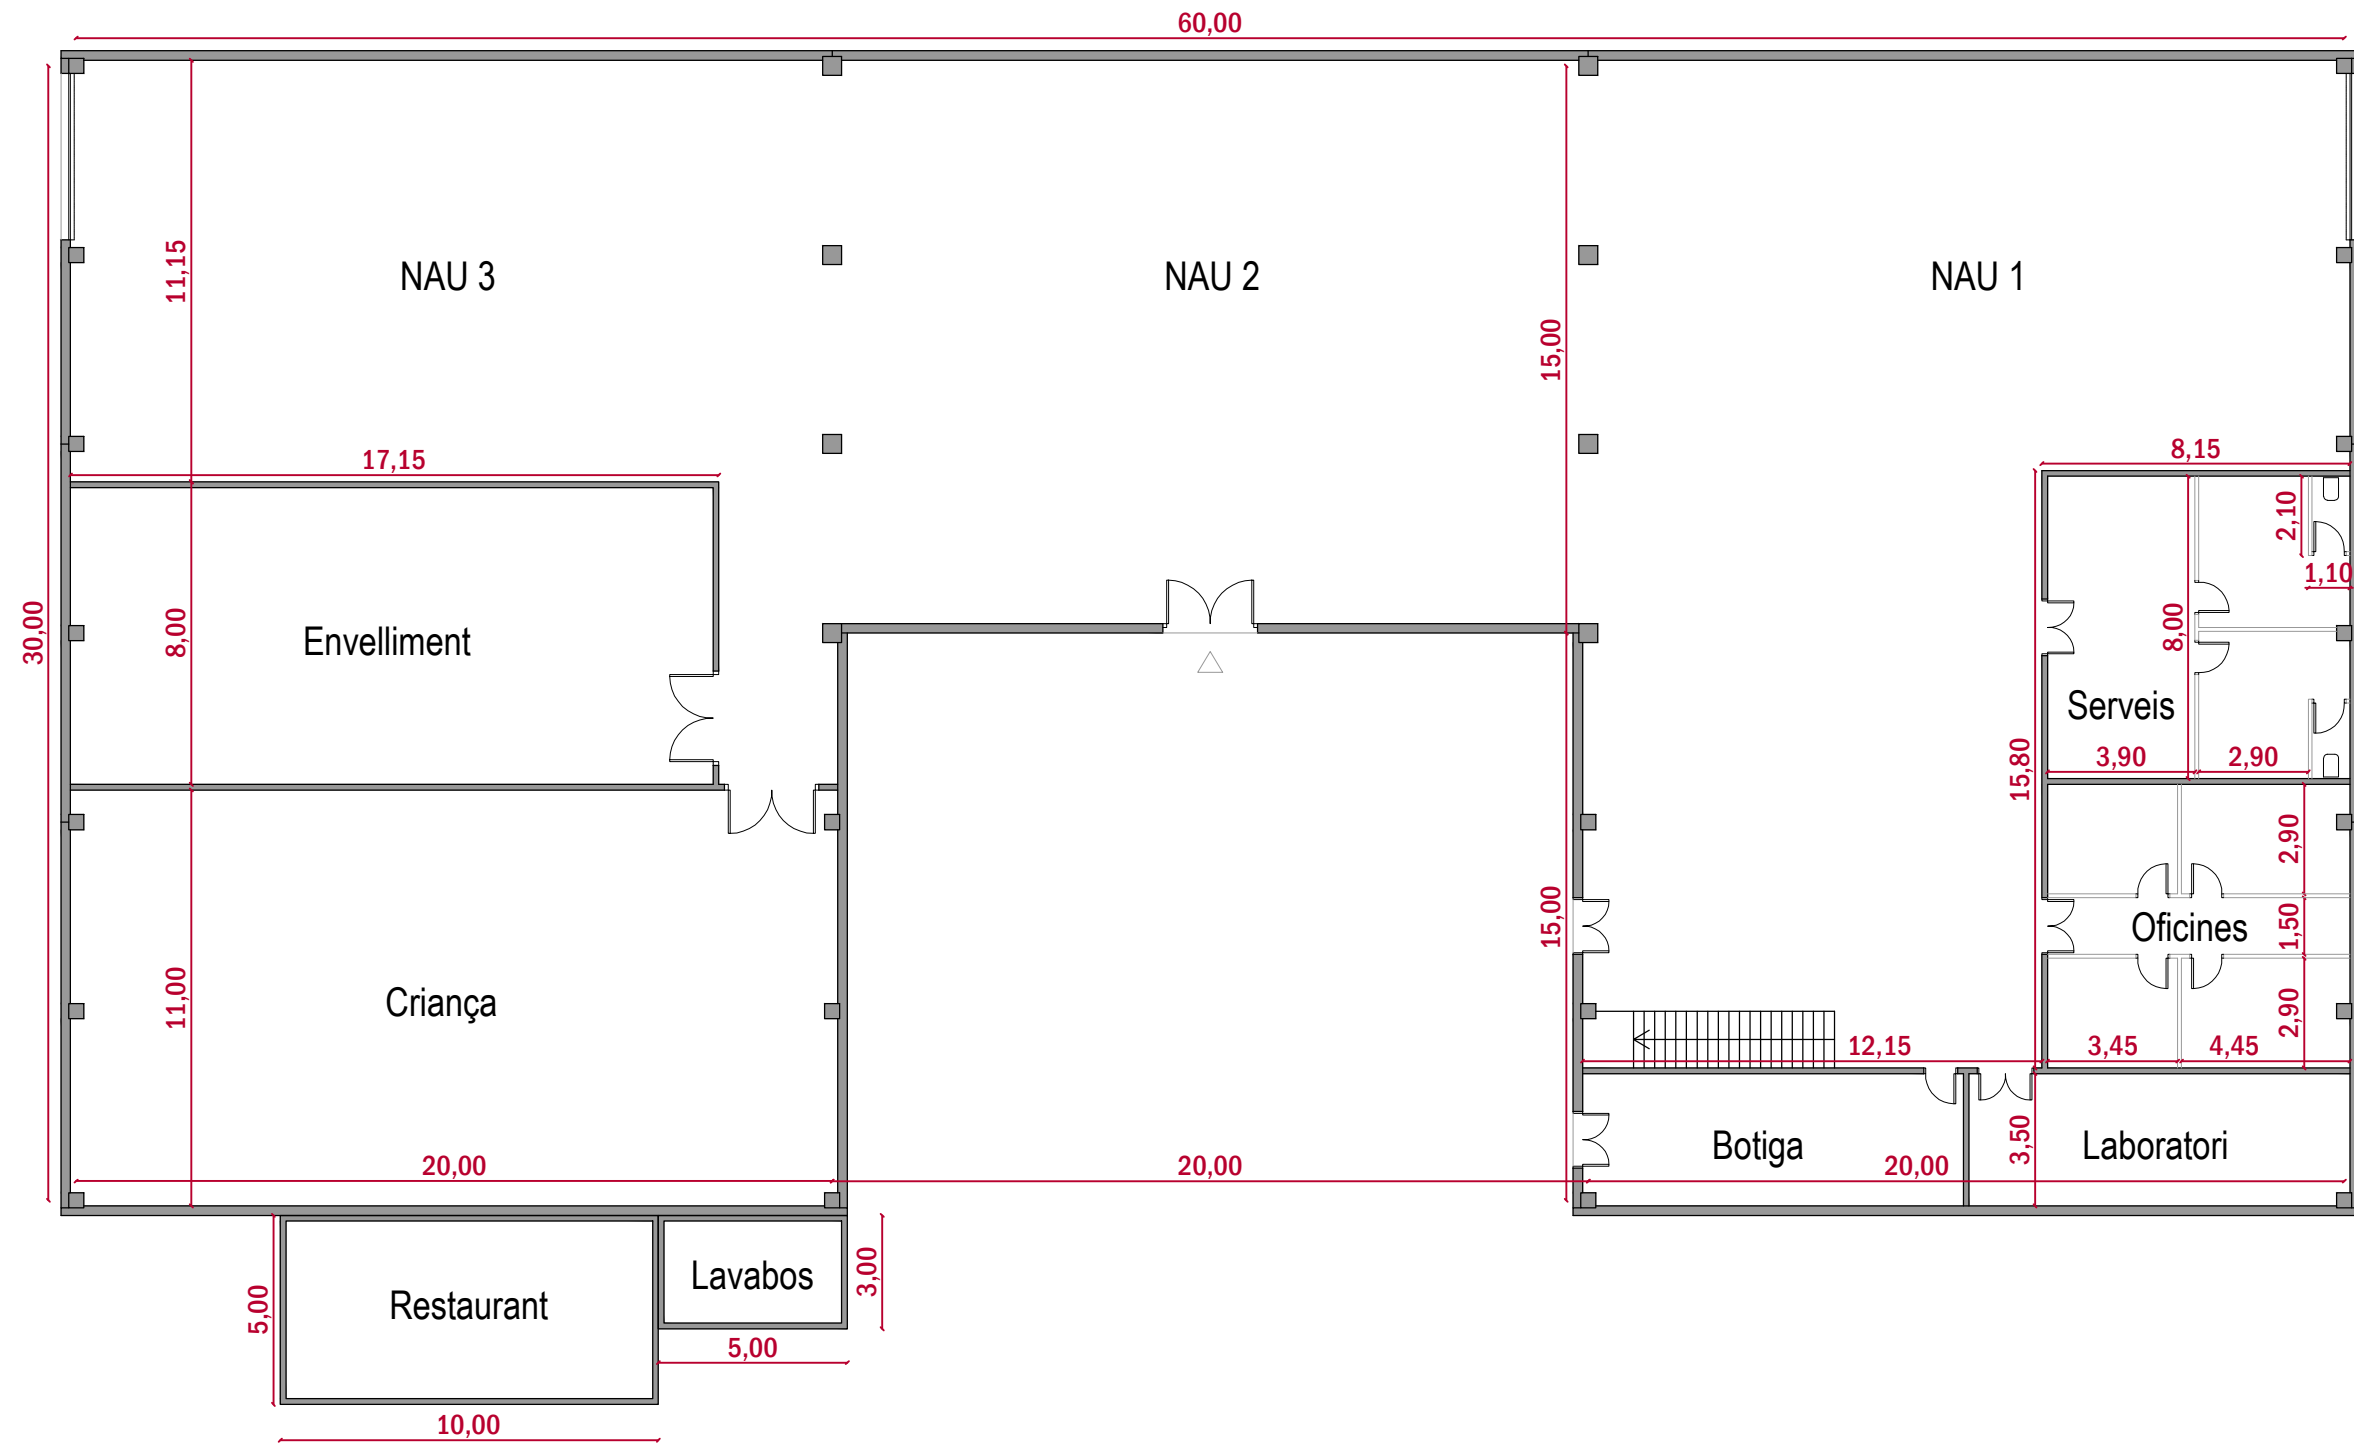 60,00
11,15
NAU 3
NAU 2
NAU 1
15,00
17,15
8,15
2,10
1,10
30,00
8,00
Envelliment
8,00
Serveis
3,90
2,90
15,80
2,90
Oficines
1,50
15,00
11,00
Criança
2,90
12,15
3,45
4,45
Botiga
3,50
Laboratori
20,00
20,00
20,00
Lavabos
3,00
5,00
Restaurant
5,00
10,00